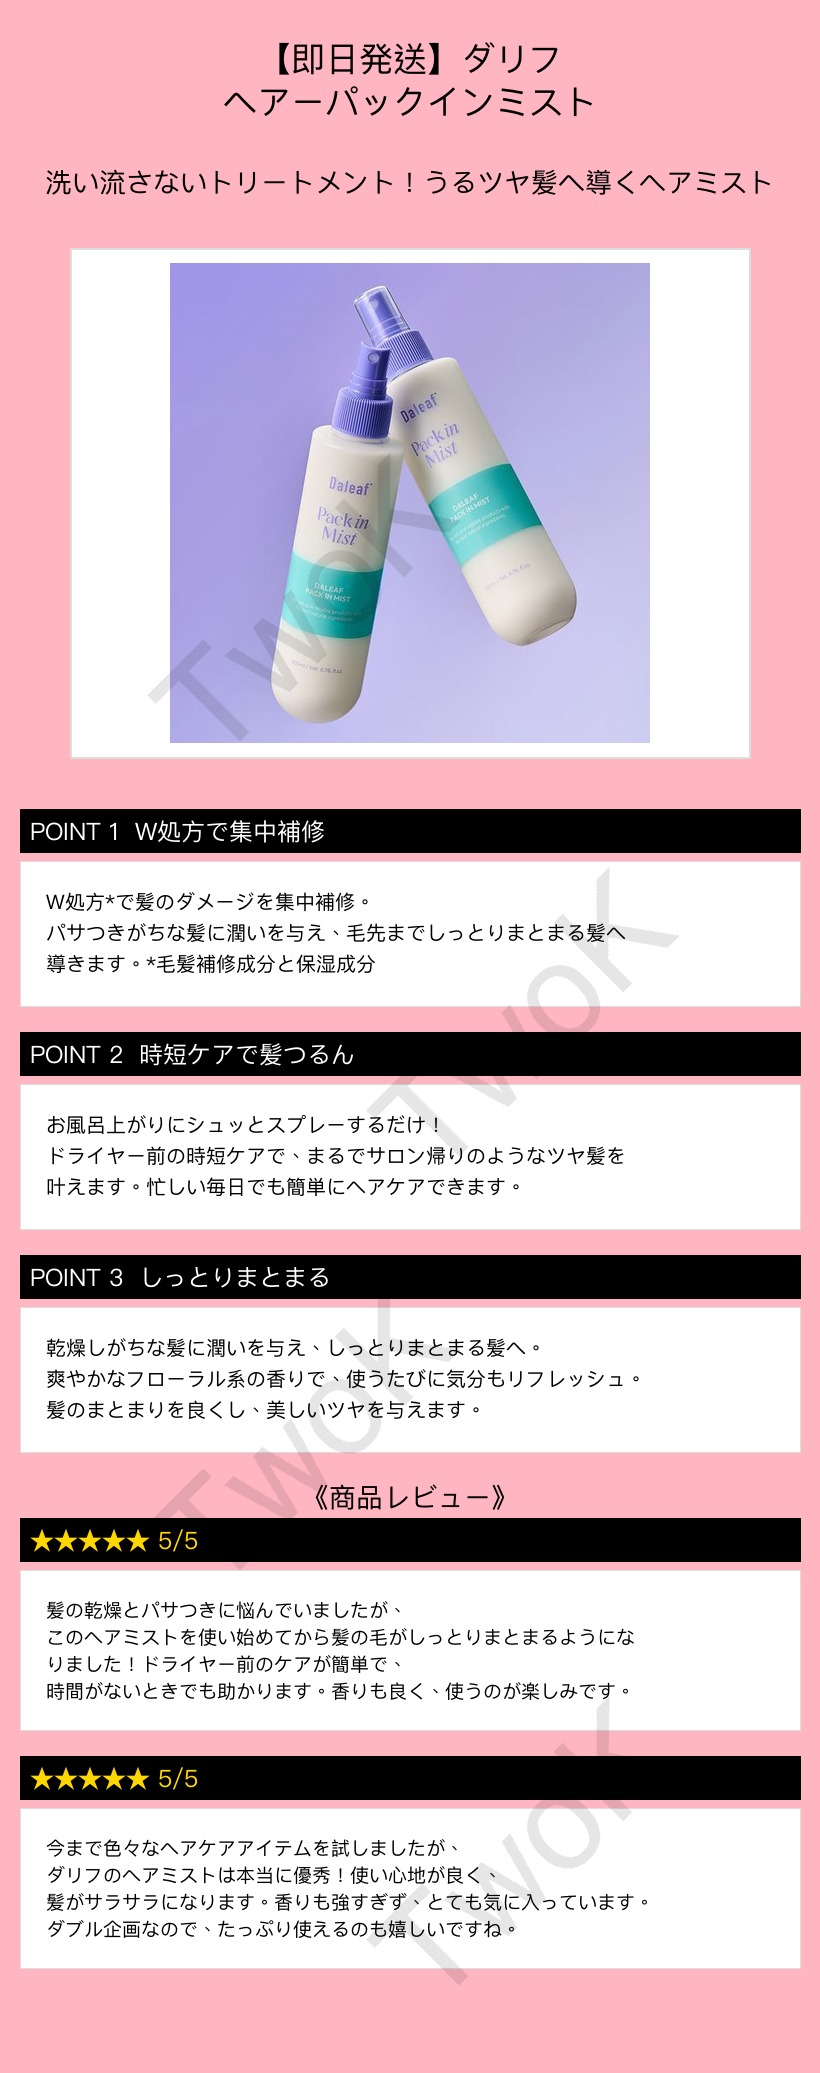 【即日発送】ダリフ
ヘアーパックインミスト
洗い流さないトリートメント！うるツヤ髪へ導くヘアミスト
Daleaf
Pack in
Mist
DALEAF
PACK IN MIST
Daleaf
Pack in
Mist
DALEAF
PACK IN MIST
TwoK
POINT 1 W処方で集中補修
W処方*で髪のダメージを集中補修。
パサつきがちな髪に潤いを与え、毛先までしっとりまとまる髪へ
導きます。*毛髪補修成分と保湿成分
TwoK
POINT 2 時短ケアで髪つるん
お風呂上がりにシュッとスプレーするだけ！
ドライヤー前の時短ケアで、まるでサロン帰りのようなツヤ髪を
叶えます。忙しい毎日でも簡単にヘアケアできます。
POINT 3 しっとりまとまる
乾燥しがちな髪に潤いを与え、しっとりまとまる髪へ。
爽やかなフローラル系の香りで、使うたびに気分もリフレッシュ。
髪のまとまりを良くし、美しいツヤを与えます。
TwoK
《商品レビュー》
★★★★★ 5/5
髪の乾燥とパサつきに悩んでいましたが、
このヘアミストを使い始めてから髪の毛がしっとりまとまるようにな
りました！ドライヤー前のケアが簡単で、
時間がないときでも助かります。香りも良く、使うのが楽しみです。
★★★★★ 5/5
今まで色々なヘアケアアイテムを試しましたが、
ダリフのヘアミストは本当に優秀！使い心地が良く、
髪がサラサラになります。香りも強すぎず、とても気に入っています。
ダブル企画なので、たっぷり使えるのも嬉しいですね。
TwoK